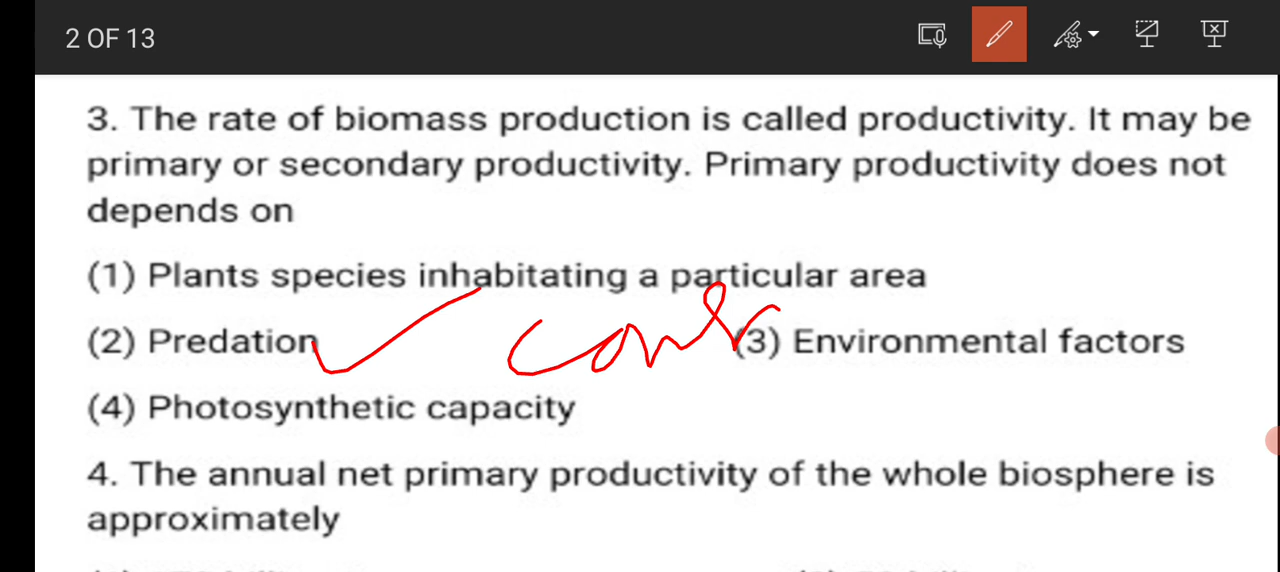 2 OF 13
3. The rate of biomass production is called productivity. It may be
primary or secondary productivity. Primary productivity does not
depends on
(1) Plants species inhabitating a particular area
(2) Predation (3) Environmental factors
(4) Photosynthetic capacity
4. The annual net primary productivity of the whole biosphere is
approximately